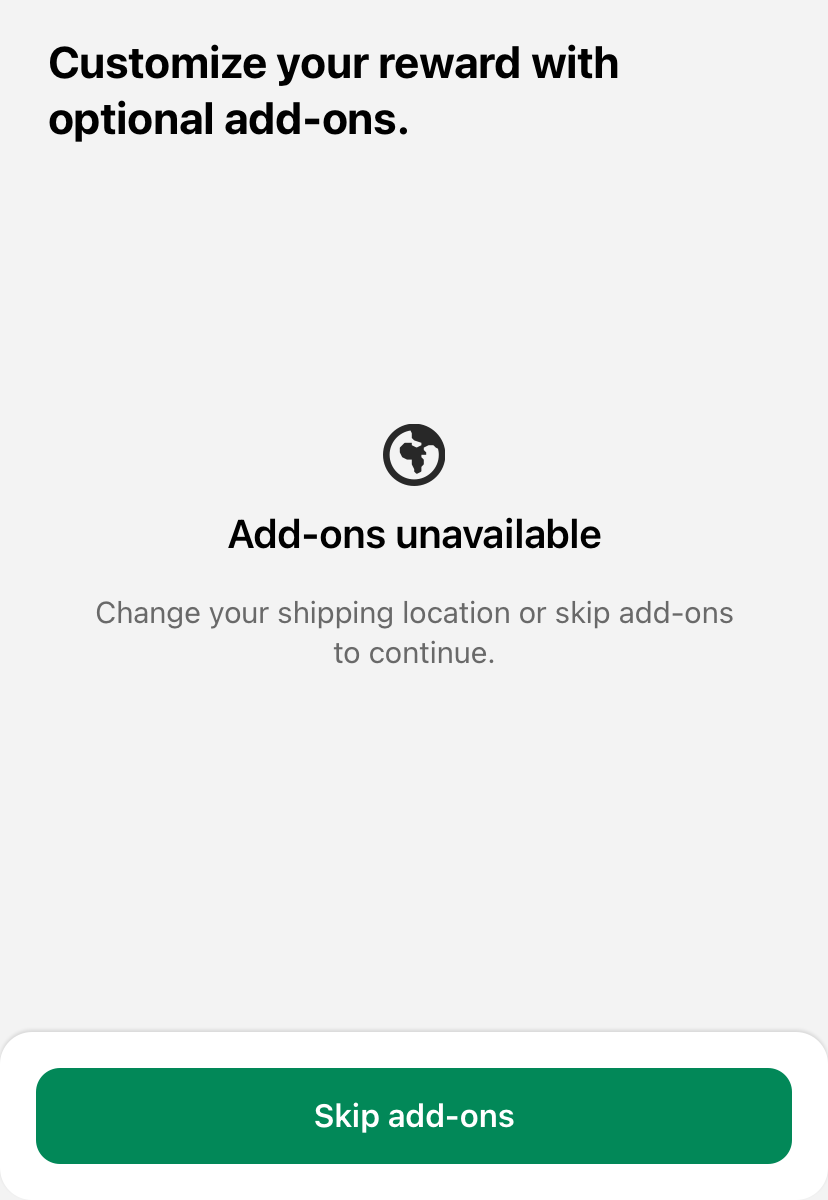 Customize your reward with
optional add-ons.
Add-ons unavailable
Change your shipping location or skip add-ons
to continue.
Skip add-ons